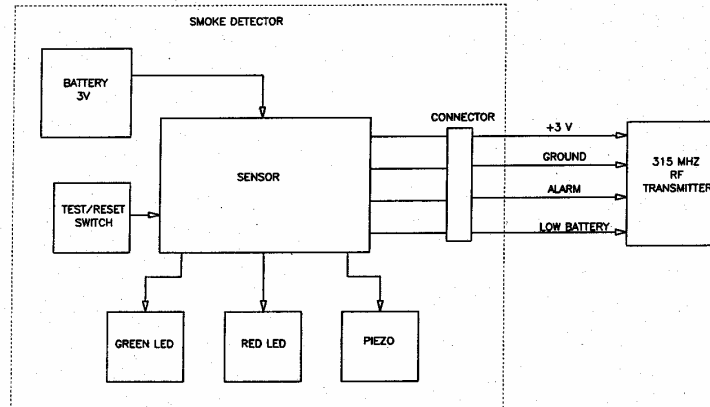 SMOKE DETECTOR
BATTERY
3V
CONNECTOR
+3 V
GROUND
ALARM
LOW BATTERY
315 MHZ
RF
TRANSMITTER
SENSOR
TEST/RESET
SWITCH
GREEN LED
RED LED
PIEZO